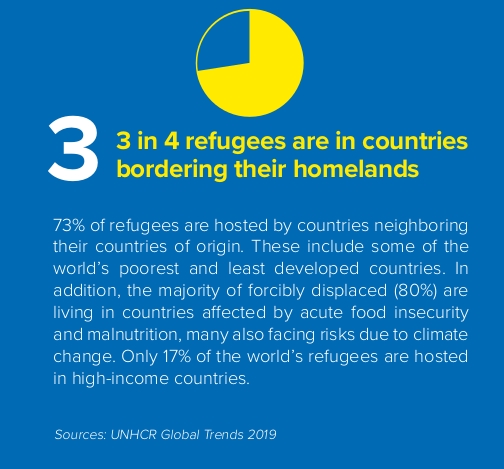 3
3 in 4 refugees are in countries
bordering their homelands
73% of refugees are hosted by countries neighboring
their countries of origin. These include some of the
world's poorest and least developed countries. In
addition, the majority of forcibly displaced (80%) are
living in countries affected by acute food insecurity
and malnutrition, many also facing risks due to climate
change. Only 17% of the world's refugees are hosted
in high-income countries.
Sources: UNHCR Global Trends 2019